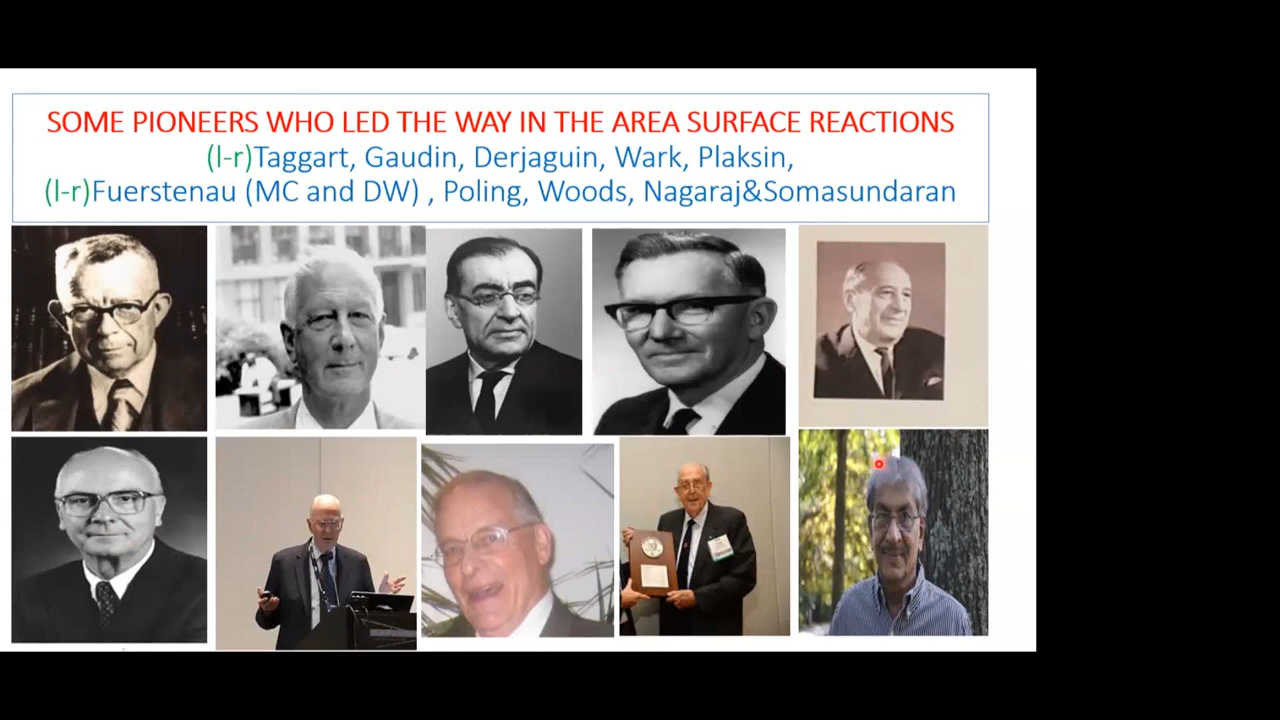 SOME PIONEERS WHO LED THE WAY IN THE AREA SURFACE REACTIONS
(l-r)Taggart, Gaudin, Derjaguin, Wark, Plaksin,
(l-r)Fuerstenau (MC and DW) , Poling, Woods, Nagaraj&Somasundaran